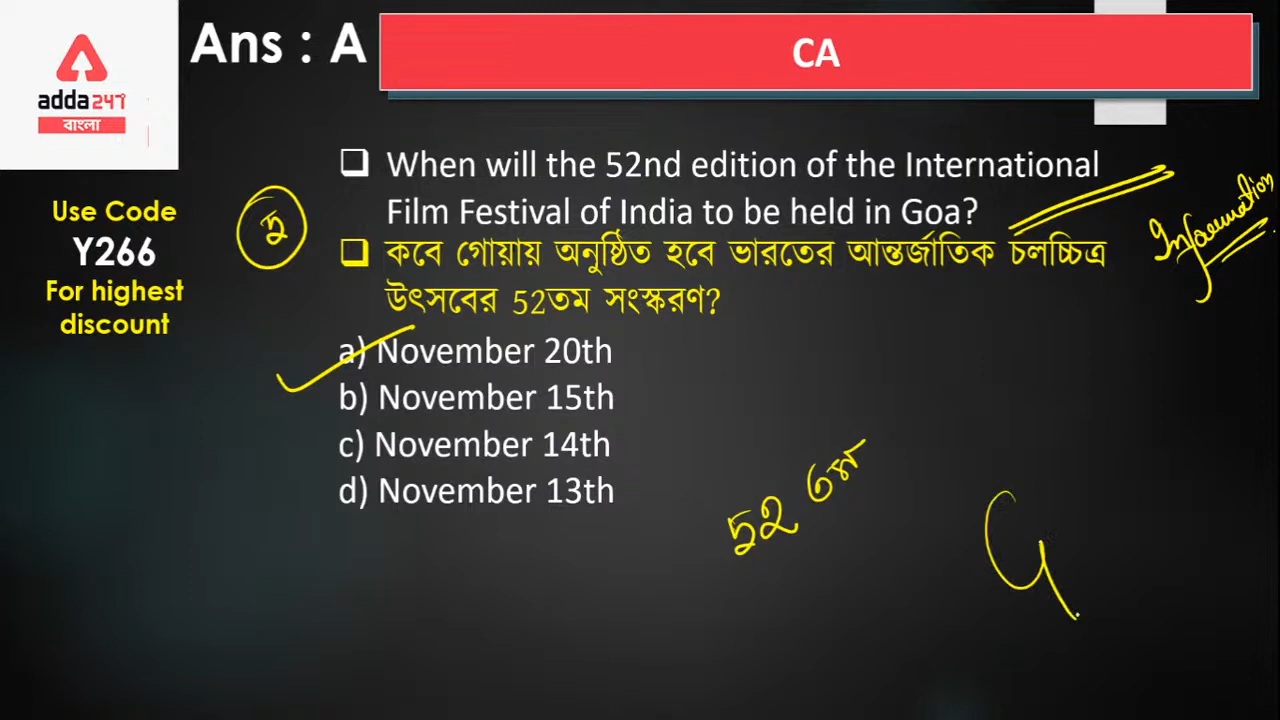 Ans : A
CA
adda247
বাংলা
Use Code
Y266
For highest
discount
When will the 52nd edition of the International
Film Festival of India to be held in Goa?
Information
কবে গোয়ায় অনুষ্ঠিত হবে ভারতের আন্তর্জাতিক চলচ্চিত্র
উৎসবের 52তম সংস্করণ?
a) November 20th
b) November 15th
c) November 14th
d) November 13th
52 তম